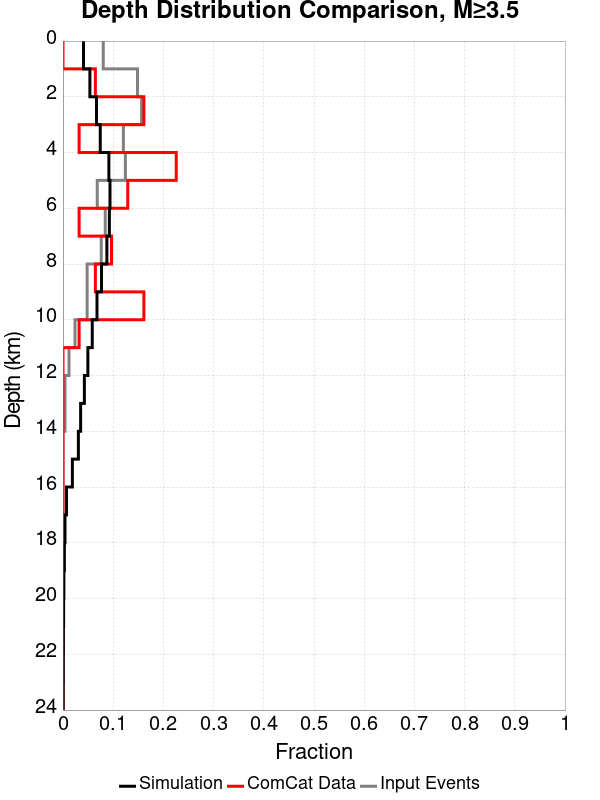 Depth Distribution Comparison, M≥3.5
0
2
4
6
8
10
12
14
16
18
20
22
24
Depth (km)
0 0.1 0.2 0.3 0.4 0.5 0.6 0.7 0.8 0.9 1
Fraction
Simulation ComCat Data Input Events